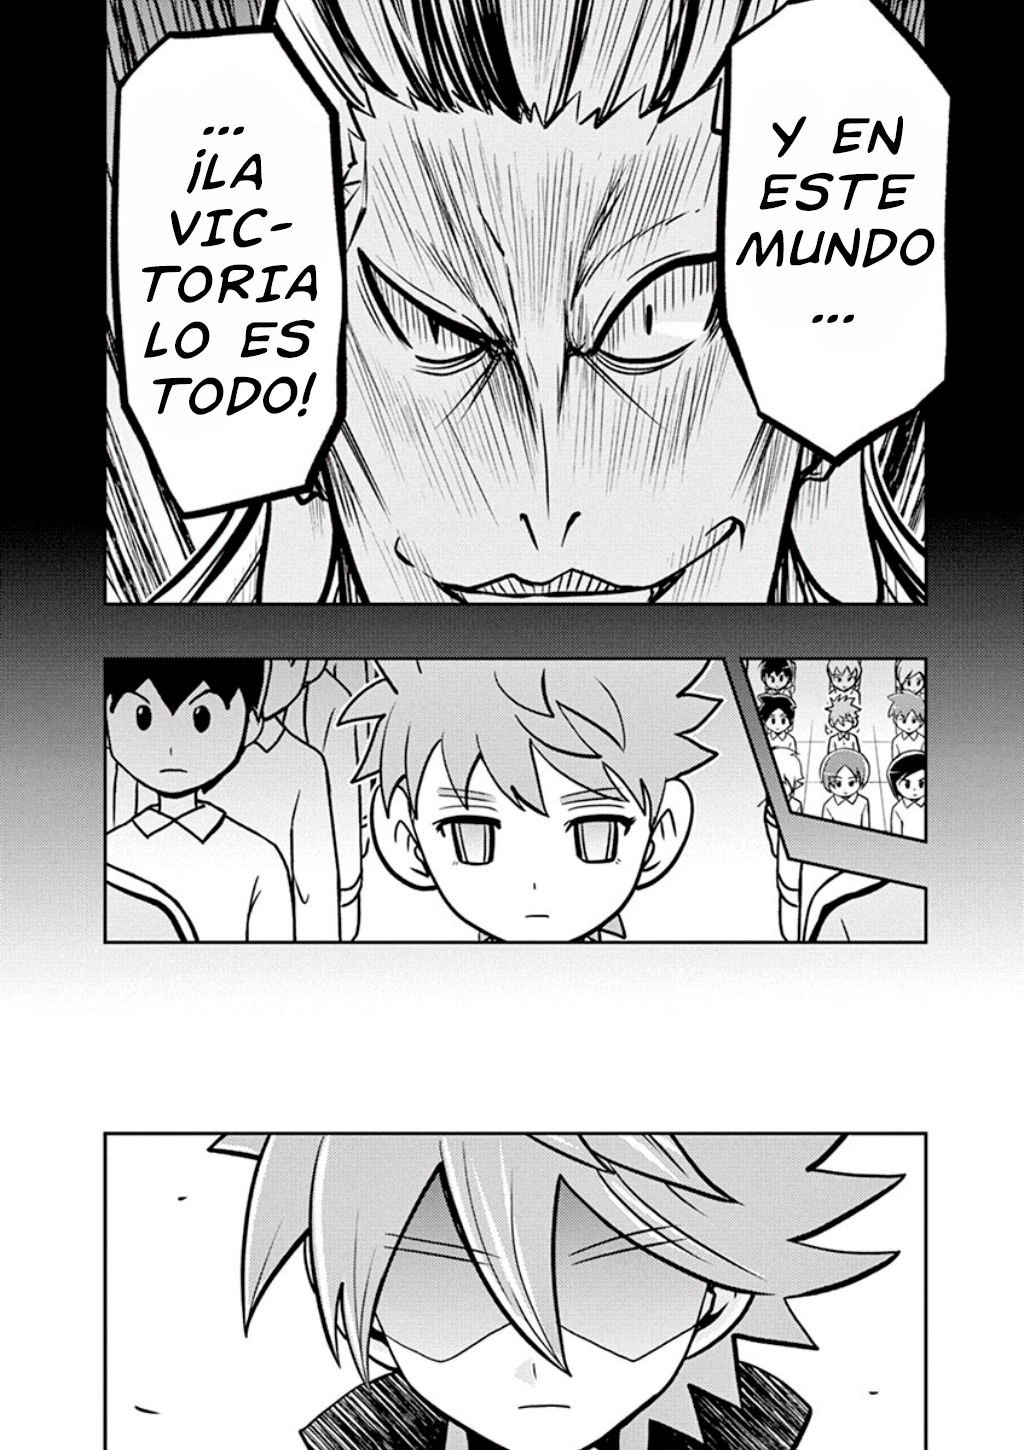 Y EN
ESTE
MUNDO
...
...
¡LA
VIC-
TORIA
LO ES
TODO!